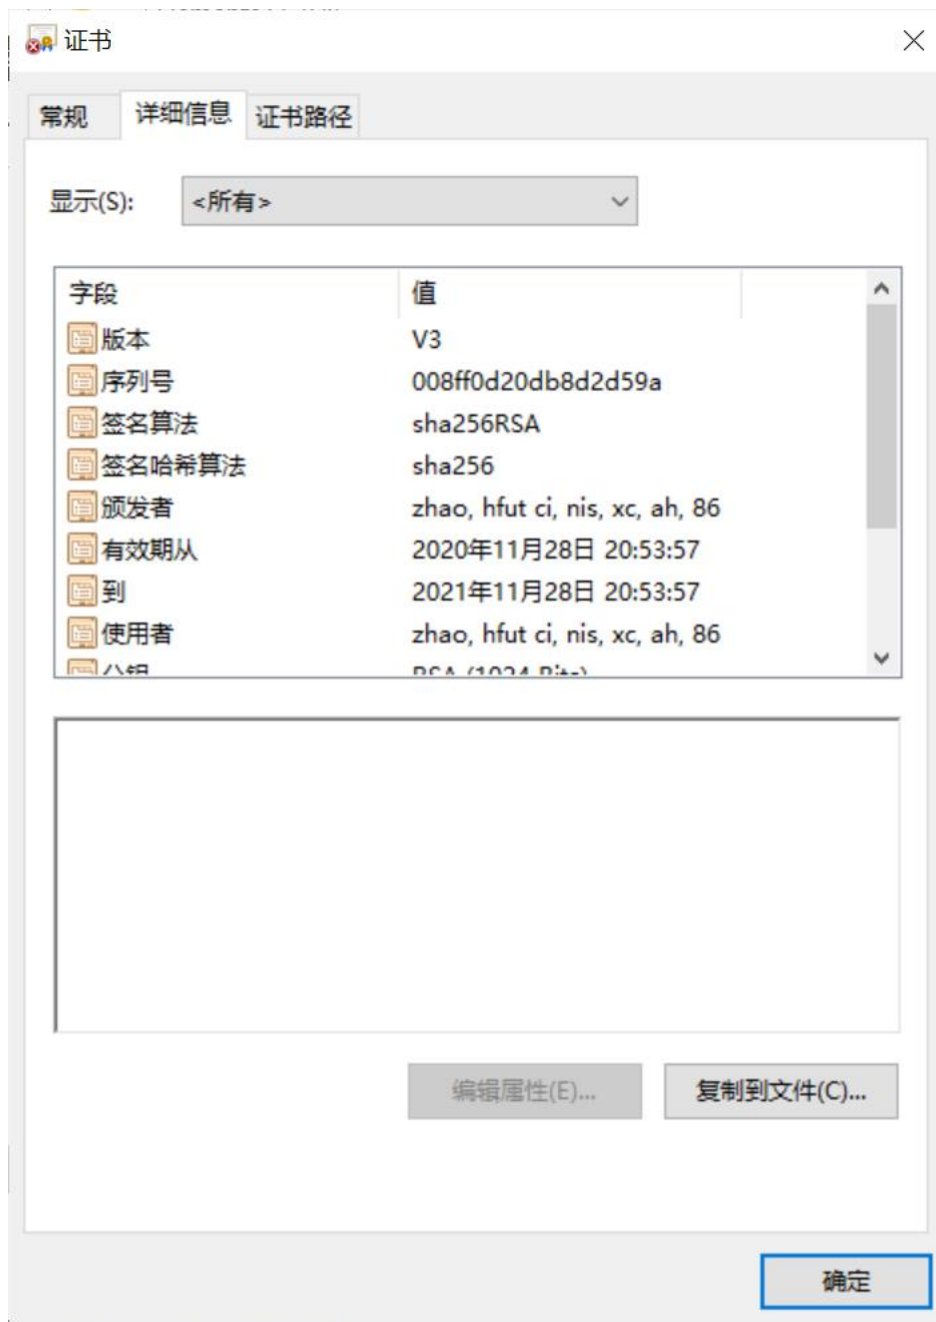 证书
常规 详细信息 证书路径
显示(S): <所有>
字段 值
版本 V3
序列号 008ff0d20db8d2d59a
签名算法 sha256RSA
签名哈希算法 sha256
颁发者 zhao, hfut ci, nis, xc, ah, 86
有效期从 2020年11月28日 20:53:57
到 2021年11月28日 20:53:57
使用者 zhao, hfut ci, nis, xc, ah, 86
公钥 RSA (1024 Bits)
编辑属性(E)...
复制到文件(C)...
确定